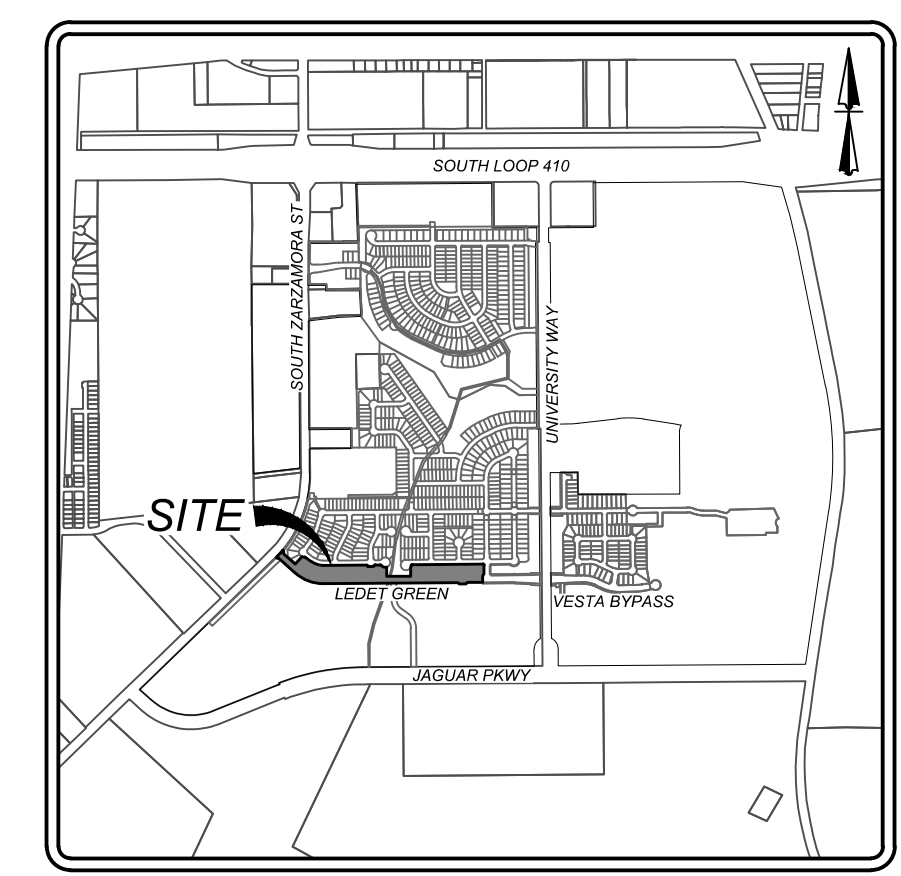 SOUTH LOOP 410
SOUTH ZARZAMORA ST
UNIVERSITY WAY
SITE
LEDET GREEN
VESTA BYPASS
JAGUAR PKWY